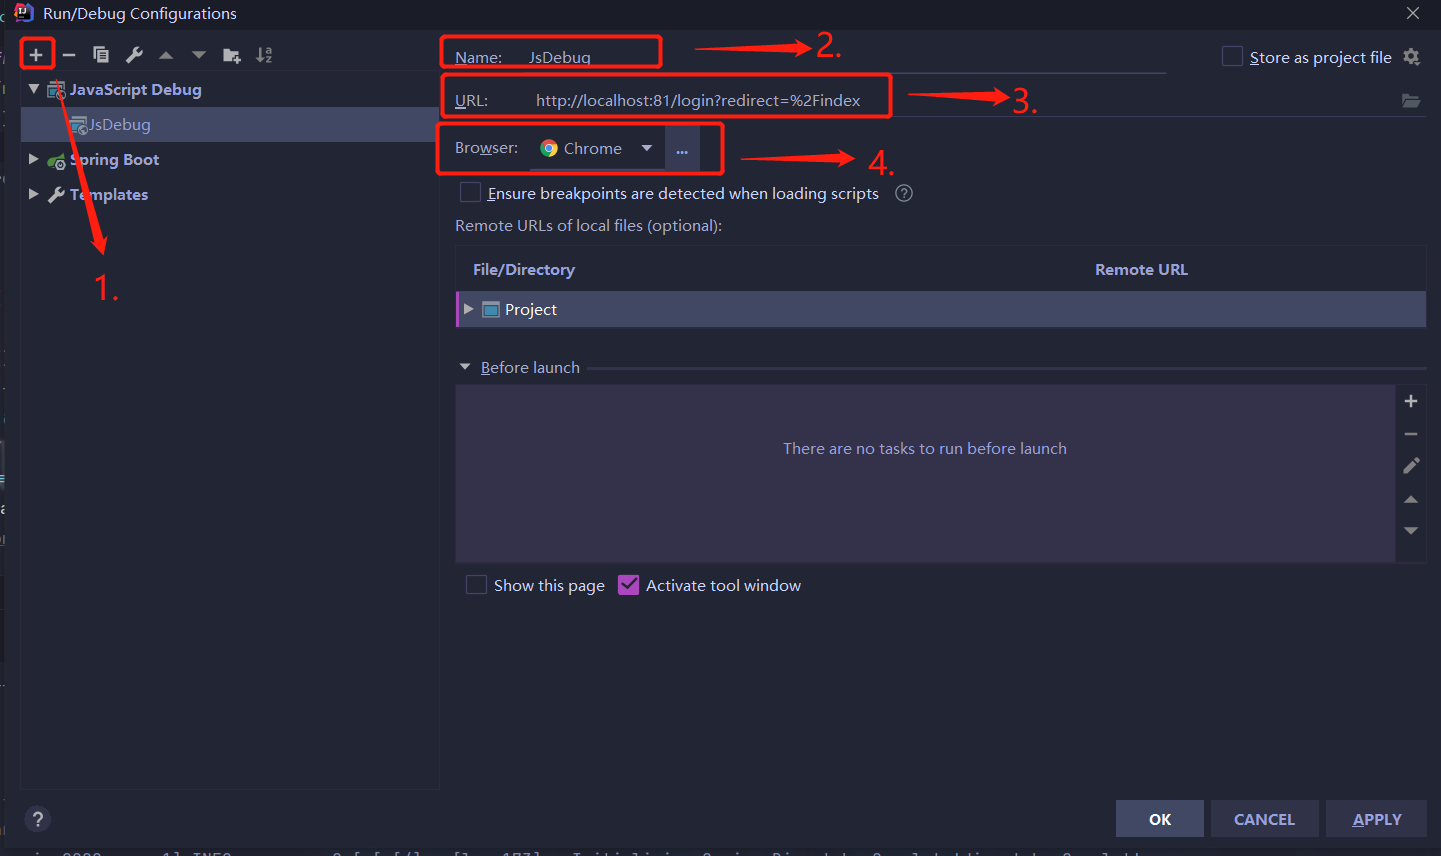 Run/Debug Configurations
Name: JsDebug
2.
Store as project file
JavaScript Debug
URL: http://localhost:81/login?redirect=%2Findex
3.
JsDebug
Browser: Chrome ...
4.
Spring Boot
Ensure breakpoints are detected when loading scripts ?
Templates
Remote URLs of local files (optional):
File/Directory Remote URL
1.
Project
Before launch
There are no tasks to run before launch
Show this page Activate tool window
?
OK CANCEL APPLY